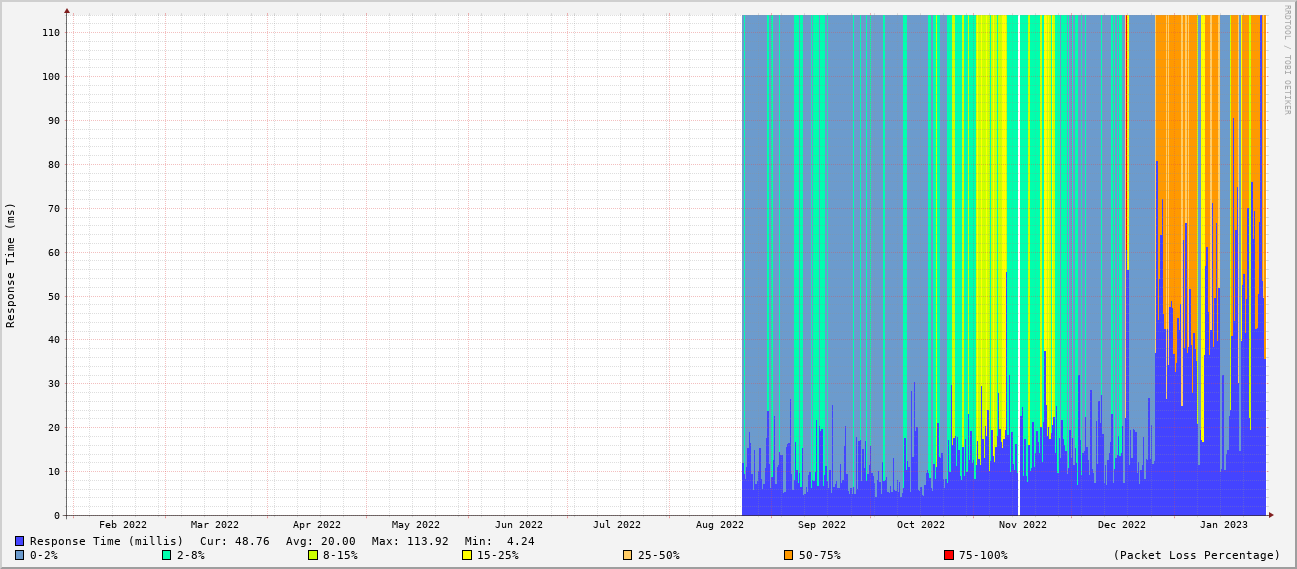 RRDTOOL / TOBI OETIKER
Response Time (ms)
110
100
90
80
70
60
50
40
30
20
10
0
Feb 2022 Mar 2022 Apr 2022 May 2022 Jun 2022 Jul 2022 Aug 2022 Sep 2022 Oct 2022 Nov 2022 Dec 2022 Jan 2023
Response Time (millis) Cur: 48.76 Avg: 20.00 Max: 113.92 Min: 4.24
0-2% 2-8% 8-15% 15-25% 25-50% 50-75% 75-100% (Packet Loss Percentage)